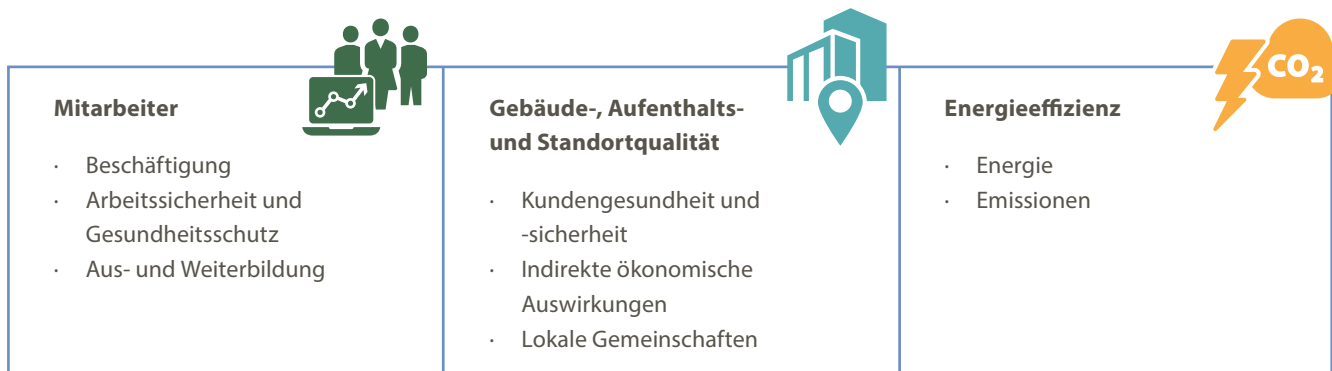 Mitarbeiter
· Beschäftigung
· Arbeitssicherheit und
Gesundheitsschutz
· Aus- und Weiterbildung
Gebäude-, Aufenthalts-
und Standortqualität
· Kundengesundheit und
-sicherheit
· Indirekte ökonomische
Auswirkungen
· Lokale Gemeinschaften
CO₂
Energieeffizienz
· Energie
· Emissionen